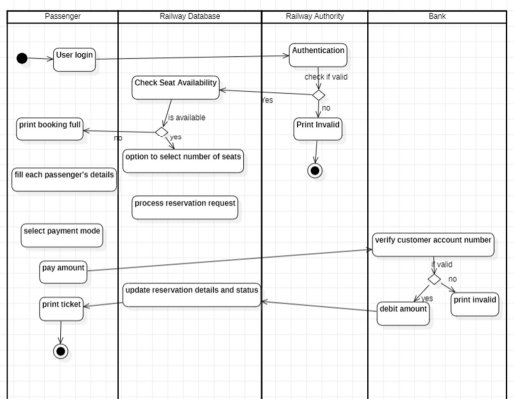 Passenger
Railway Database
Railway Authority
Bank
User login
Authentication
check if valid
Check Seat Availability
Yes
no
is available
print booking full
no
yes
Print Invalid
option to select number of seats
fill each passenger's details
process reservation request
select payment mode
verify customer account number
pay amount
if valid
no
yes
update reservation details and status
print ticket
debit amount
print invalid